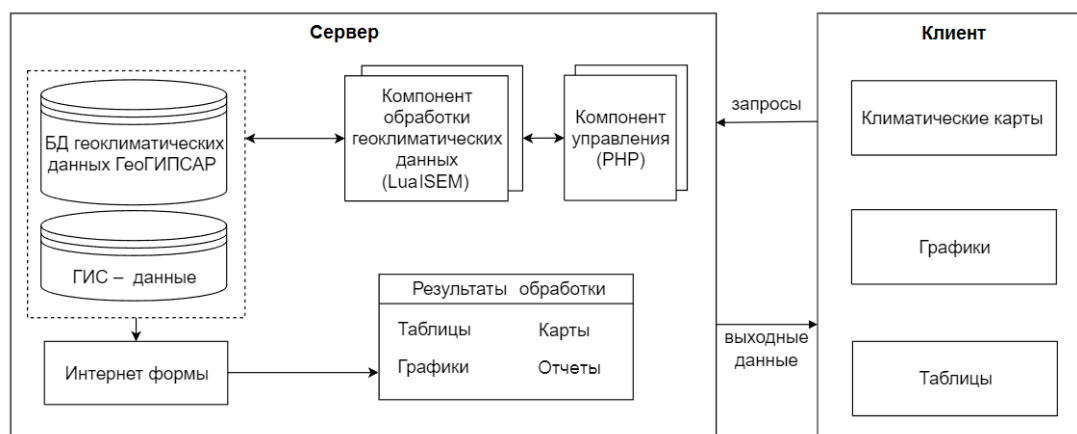 Сервер
БД геоклиматических
данных ГеоГИПСАР
ГИС – данные
Компонент
обработки
геоклиматических
данных
(LuaISEM)
Компонент
управления
(PHP)
Интернет формы
Результаты обработки
Таблицы
Карты
Графики
Отчеты
запросы
выходные
данные
Клиент
Климатические карты
Графики
Таблицы